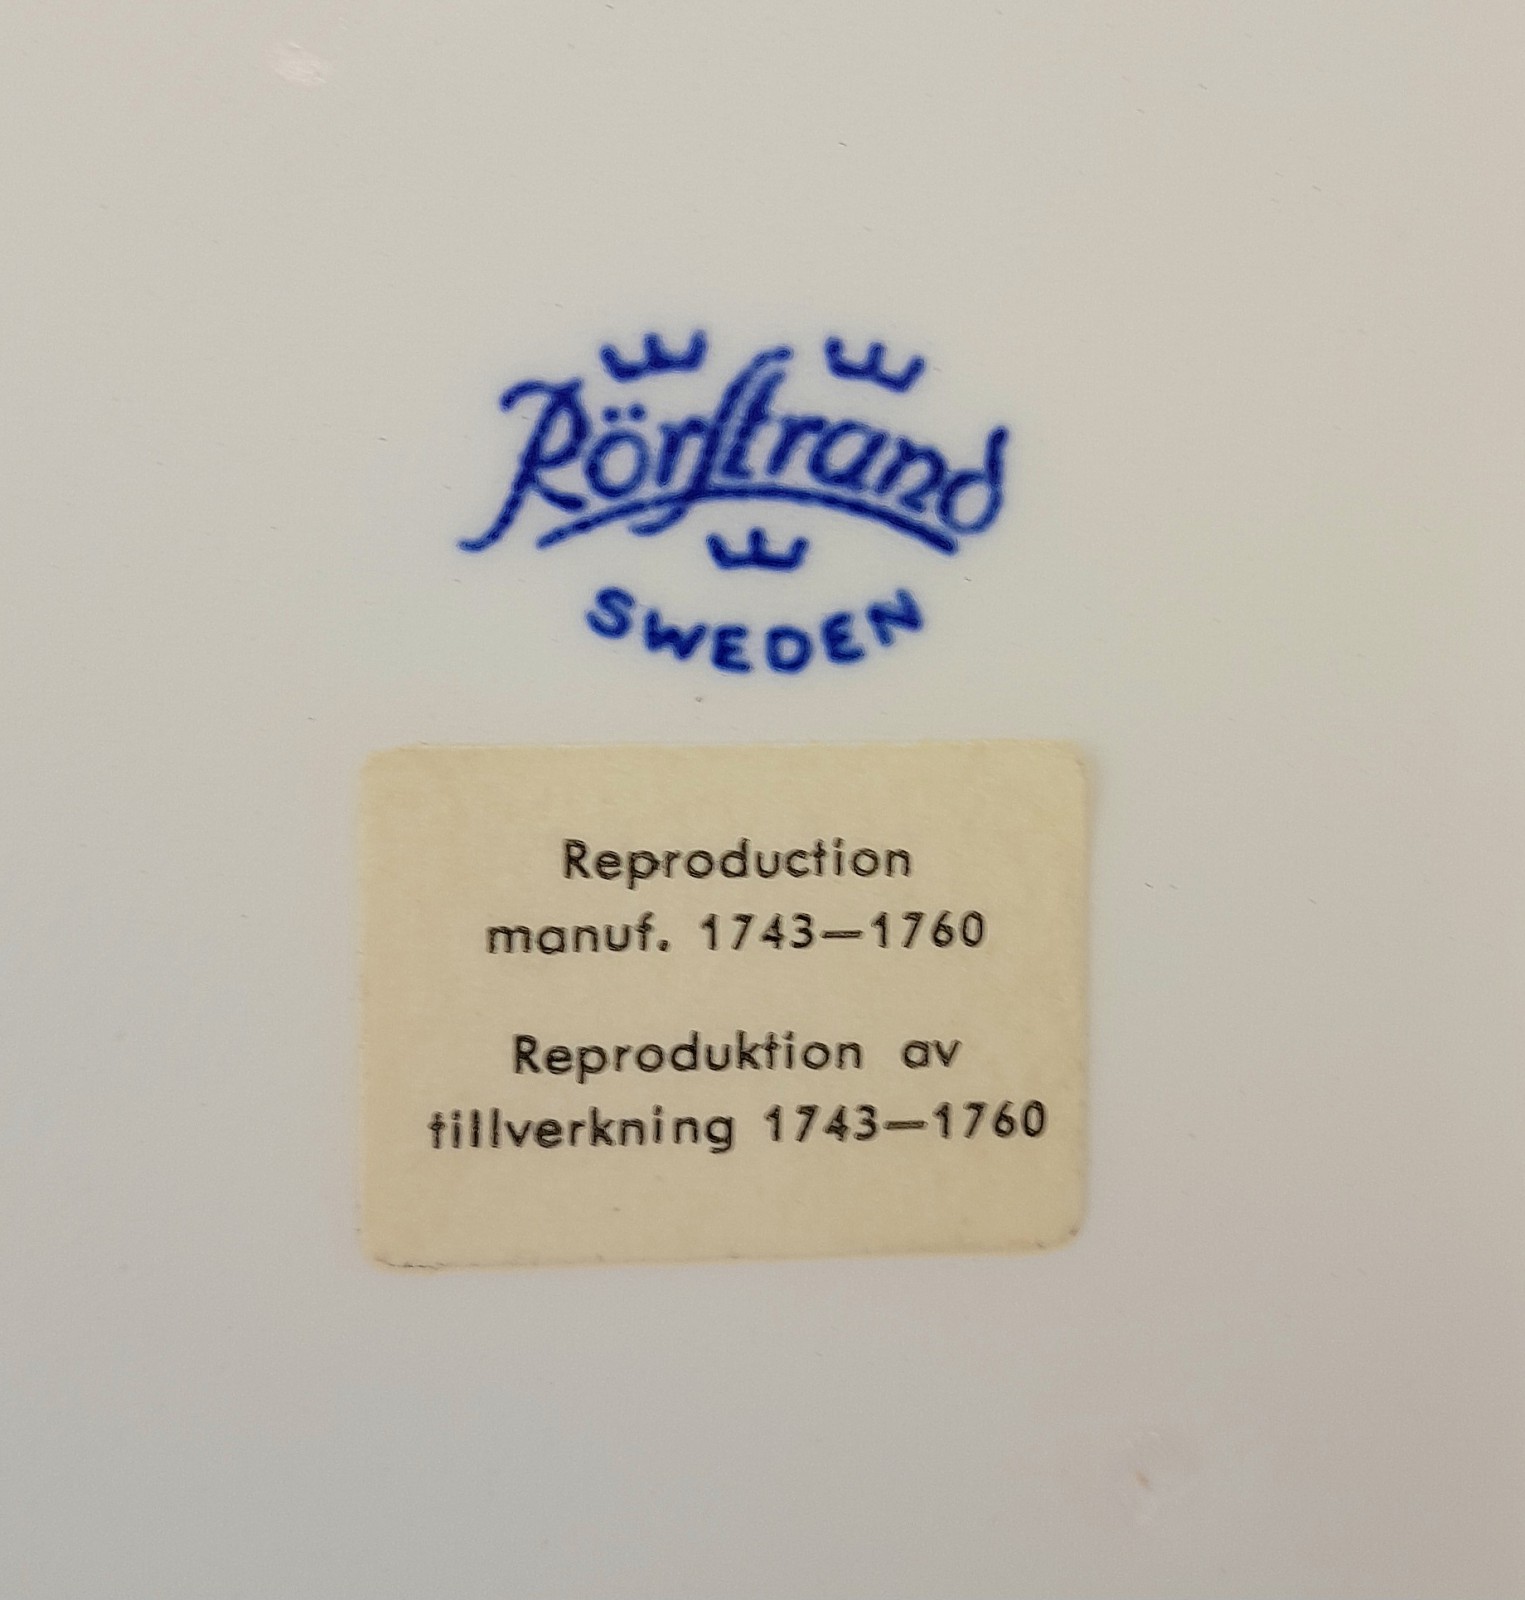 Rörstrand
SWEDEN
Reproduction
manuf. 1743—1760
Reproduktion av
tillverkning 1743—1760